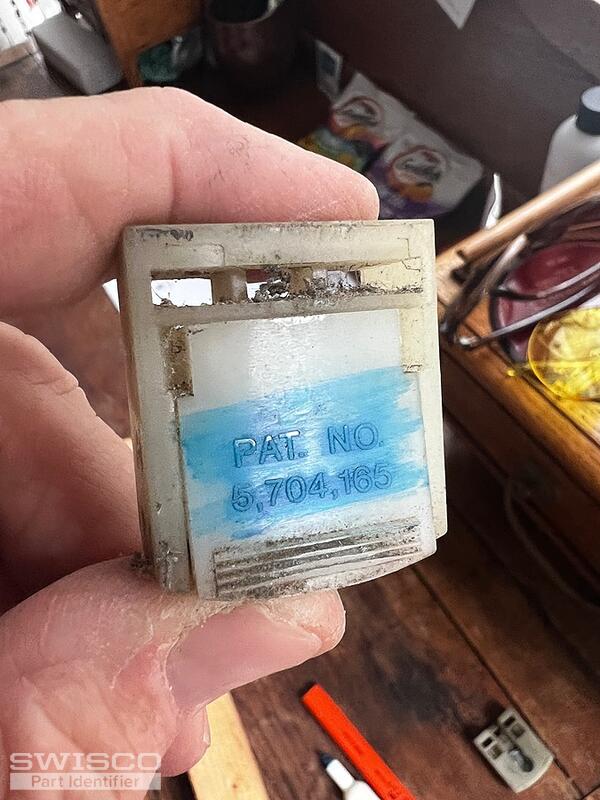 PAT. NO.
5,704,165
SWISCO
Part Identifier